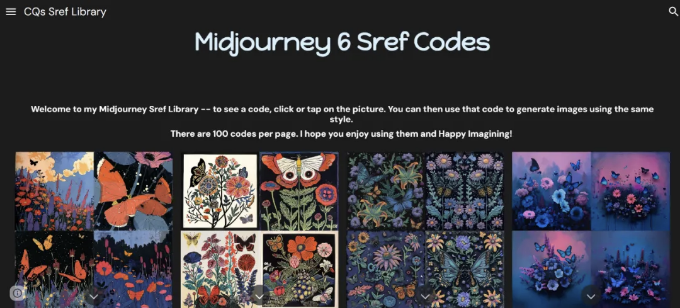 CQs Sref Library
Midjourney 6 Sref Codes
Welcome to my Midjourney Sref Library -- to see a code, click or tap on the picture. You can then use that code to generate images using the same
style.
There are 100 codes per page. I hope you enjoy using them and Happy Imagining!